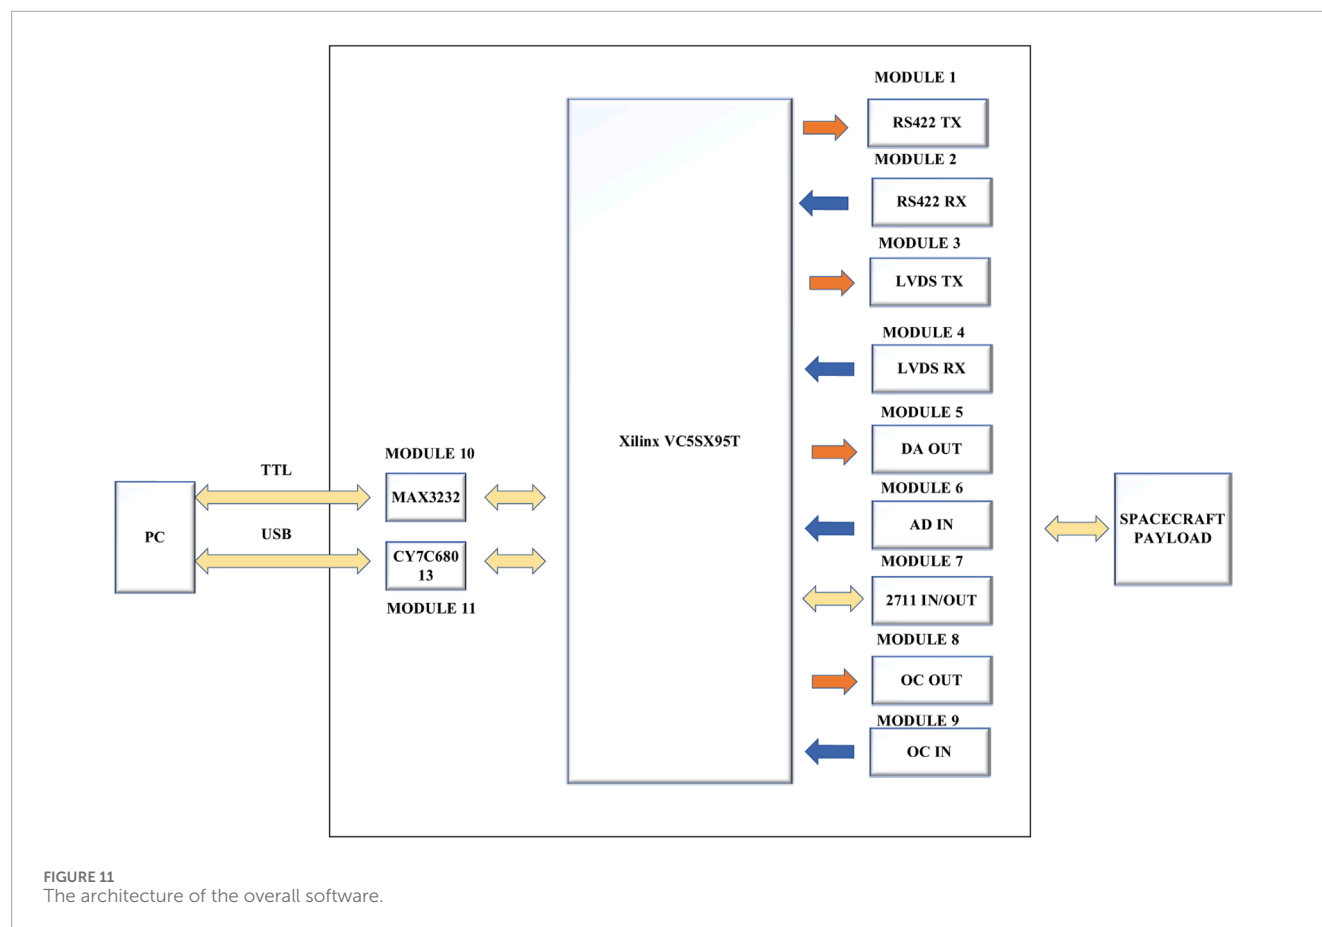 MODULE 1
RS422 TX
MODULE 2
RS422 RX
MODULE 3
LVDS TX
MODULE 4
LVDS RX
MODULE 5
DA OUT
MODULE 6
AD IN
MODULE 7
2711 IN/OUT
MODULE 8
OC OUT
MODULE 9
OC IN
Xilinx VC5SX95T
MODULE 10
MAX3232
CY7C680
13
MODULE 11
TTL
USB
PC
SPACECRAFT
PAYLOAD
FIGURE 11
The architecture of the overall software.